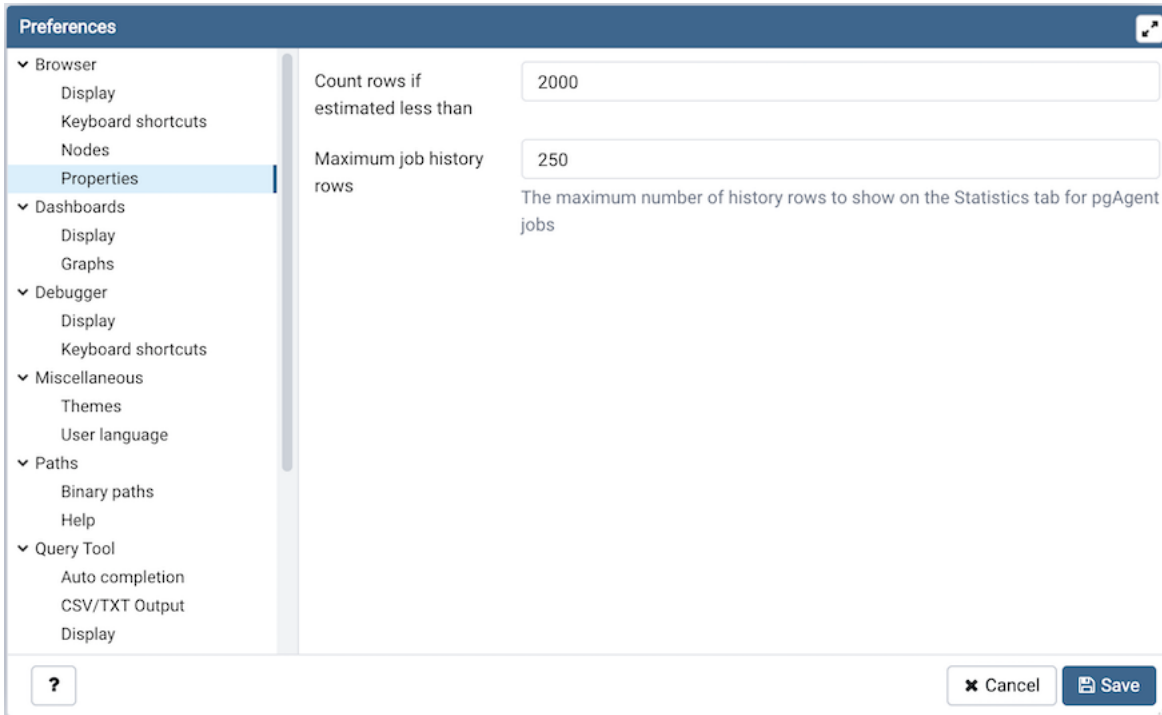 Preferences
Browser
Display
Keyboard shortcuts
Nodes
Properties
Dashboards
Display
Graphs
Debugger
Display
Keyboard shortcuts
Miscellaneous
Themes
User language
Paths
Binary paths
Help
Query Tool
Auto completion
CSV/TXT Output
Display
Count rows if
estimated less than
2000
Maximum job history
rows
250
The maximum number of history rows to show on the Statistics tab for pgAgent
jobs
?
Cancel
Save